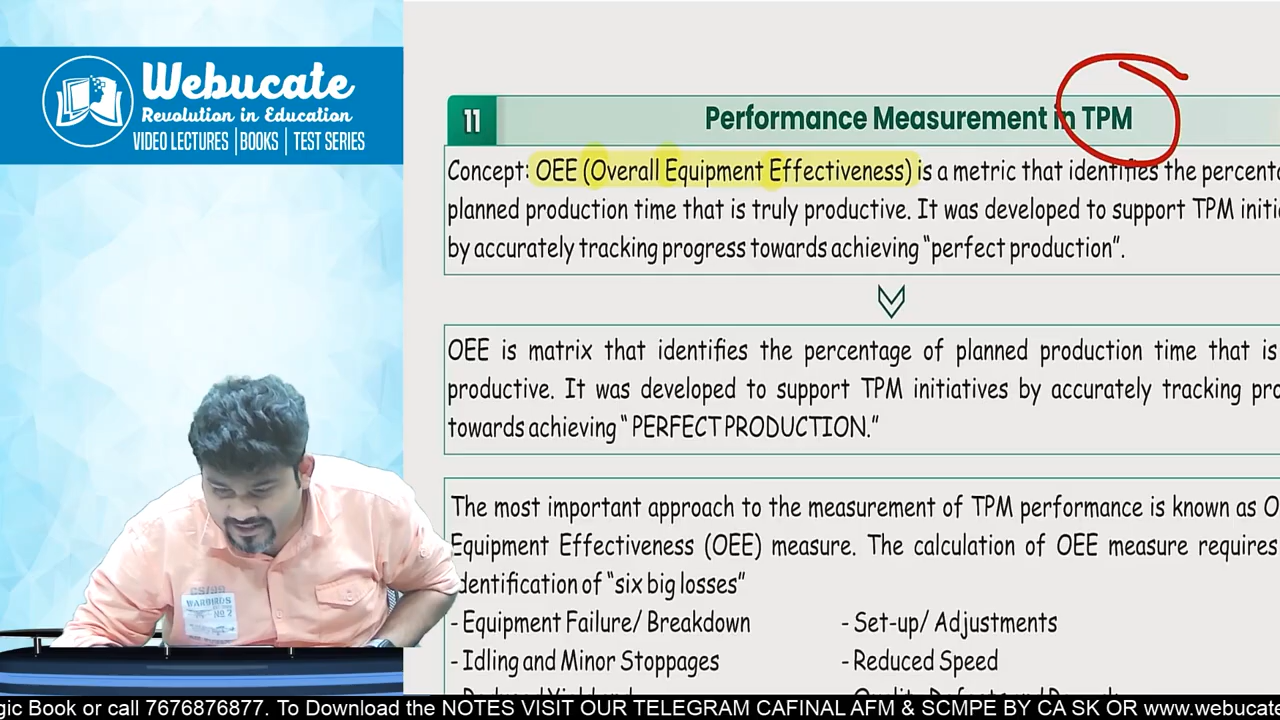 Webucate
Revolution in Education
VIDEO LECTURES | BOOKS | TEST SERIES
11
Performance Measurement in TPM
Concept: OEE (Overall Equipment Effectiveness) is a metric that identifies the
planned production time that is truly productive. It was developed to support TPM
by accurately tracking progress towards achieving “perfect production”.
OEE is matrix that identifies the percentage of planned production time that is
productive. It was developed to support TPM initiatives by accurately tracking
towards achieving “ PERFECT PRODUCTION.”
The most important approach to the measurement of TPM performance is known as
Equipment Effectiveness (OEE) measure. The calculation of OEE measure requires
identification of “six big losses”
- Equipment Failure/ Breakdown - Set-up/ Adjustments
- Idling and Minor Stoppages - Reduced Speed
WARBIRDS
Nº 2
gic Book or call 7676876877. To Download the NOTES VISIT OUR TELEGRAM CAFINAL AFM & SCMPE BY CA SK OR www.webucate